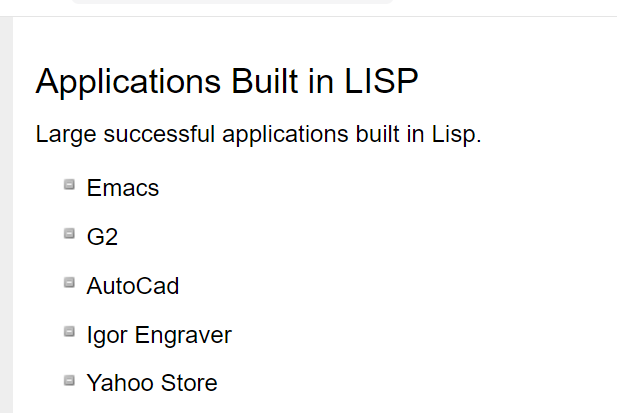 Applications Built in LISP
Large successful applications built in Lisp.
Emacs
G2
AutoCad
Igor Engraver
Yahoo Store